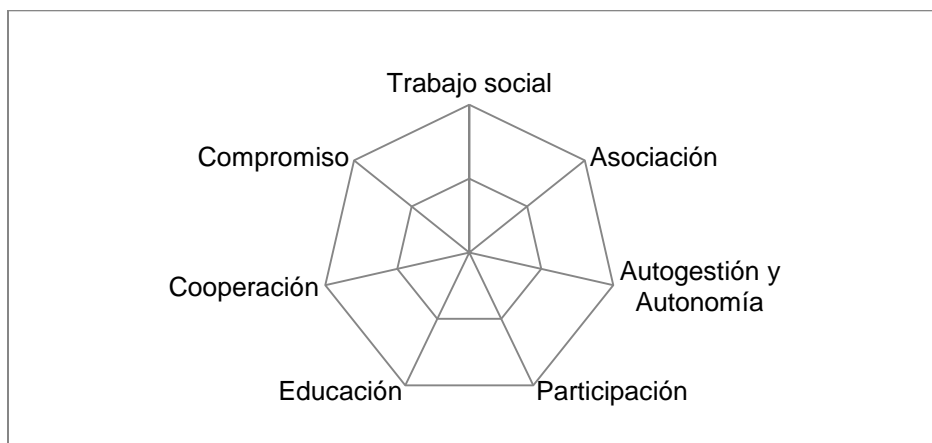 Trabajo social
Compromiso
Asociación
Cooperación
Autogestión y
Autonomía
Educación
Participación